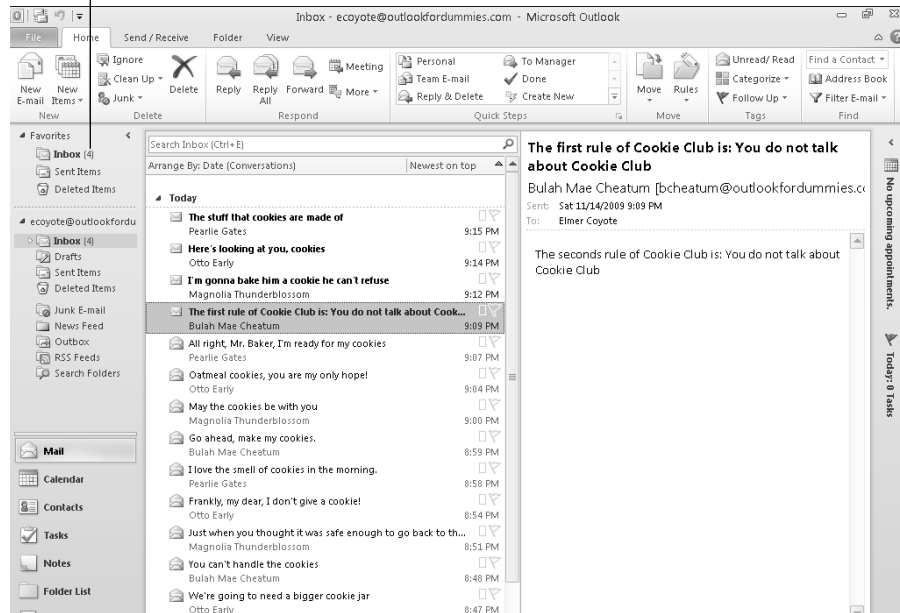 Inbox - ecoyote@outlookfordummies.com - Microsoft Outlook
File Home Send / Receive Folder View
New E-mail
New Items
New
Ignore
Clean Up
Junk
Delete
Delete
Reply
Reply All
Forward
Meeting
More
Respond
Personal
Team E-mail
Reply & Delete
To Manager
Done
Create New
Quick Steps
Move
Rules
Move
Unread/ Read
Categorize
Follow Up
Tags
Find a Contact
Address Book
Filter E-mail
Find
Favorites
Inbox (4)
Sent Items
Deleted Items
ecoyote@outlookfordu
Inbox (4)
Drafts
Sent Items
Deleted Items
Junk E-mail
News Feed
Outbox
RSS Feeds
Search Folders
Mail
Calendar
Contacts
Tasks
Notes
Folder List
Search Inbox (Ctrl+E)
Arrange By: Date (Conversations) Newest on top
Today
The stuff that cookies are made of
Pearlie Gates 9:15 PM
Here's looking at you, cookies
Otto Early 9:14 PM
I'm gonna bake him a cookie he can't refuse
Magnolia Thunderblossom 9:12 PM
The first rule of Cookie Club is: You do not talk about Cook...
Bulah Mae Cheatum 9:09 PM
All right, Mr. Baker, I'm ready for my cookies
Pearlie Gates 9:07 PM
Oatmeal cookies, you are my only hope!
Otto Early 9:04 PM
May the cookies be with you
Magnolia Thunderblossom 9:00 PM
Go ahead, make my cookies.
Bulah Mae Cheatum 8:59 PM
I love the smell of cookies in the morning.
Pearlie Gates 8:58 PM
Frankly, my dear, I don't give a cookie!
Otto Early 8:54 PM
Just when you thought it was safe enough to go back to th...
Magnolia Thunderblossom 8:51 PM
You can't handle the cookies
Bulah Mae Cheatum 8:48 PM
We're going to need a bigger cookie jar
Otto Early 8:47 PM
The first rule of Cookie Club is: You do not talk
about Cookie Club
Bulah Mae Cheatum [bcheatum@outlookfordummies.cc
Sent: Sat 11/14/2009 9:09 PM
To: Elmer Coyote
The seconds rule of Cookie Club is: You do not talk about
Cookie Club
No upcoming appointments.
Today: 0 Tasks